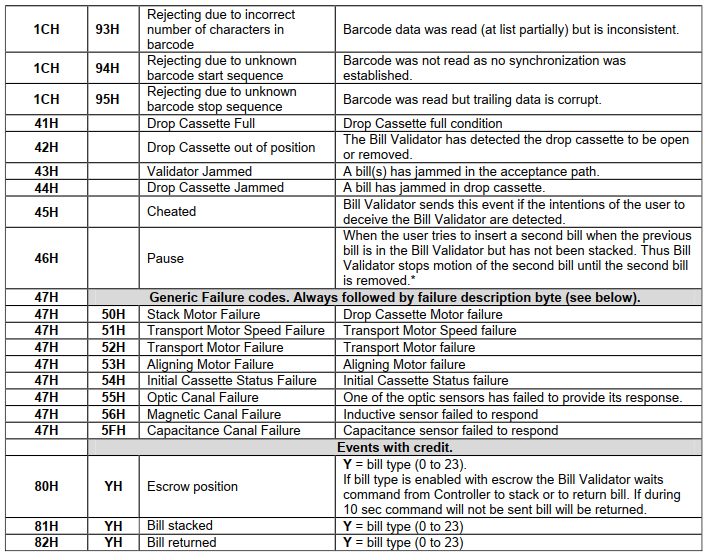 1CH 93H Rejecting due to incorrect number of characters in barcode Barcode data was read (at list partially) but is inconsistent.
1CH 94H Rejecting due to unknown barcode start sequence Barcode was not read as no synchronization was established.
1CH 95H Rejecting due to unknown barcode stop sequence Barcode was read but trailing data is corrupt.
41H Drop Cassette Full Drop Cassette full condition
42H Drop Cassette out of position The Bill Validator has detected the drop cassette to be open or removed.
43H Validator Jammed A bill(s) has jammed in the acceptance path.
44H Drop Cassette Jammed A bill has jammed in drop cassette.
45H Cheated Bill Validator sends this event if the intentions of the user to deceive the Bill Validator are detected.
46H Pause When the user tries to insert a second bill when the previous bill is in the Bill Validator but has not been stacked. Thus Bill Validator stops motion of the second bill until the second bill is removed.*
47H Generic Failure codes. Always followed by failure description byte (see below).
47H 50H Stack Motor Failure Drop Cassette Motor failure
47H 51H Transport Motor Speed Failure Transport Motor Speed failure
47H 52H Transport Motor Failure Transport Motor failure
47H 53H Aligning Motor Failure Aligning Motor failure
47H 54H Initial Cassette Status Failure Initial Cassette Status failure
47H 55H Optic Canal Failure One of the optic sensors has failed to provide its response.
47H 56H Magnetic Canal Failure Inductive sensor failed to respond
47H 5FH Capacitance Canal Failure Capacitance sensor failed to respond
Events with credit.
80H YH Escrow position Y = bill type (0 to 23).
If bill type is enabled with escrow the Bill Validator waits command from Controller to stack or to return bill. If during 10 sec command will not be sent bill will be returned.
81H YH Bill stacked Y = bill type (0 to 23)
82H YH Bill returned Y = bill type (0 to 23)